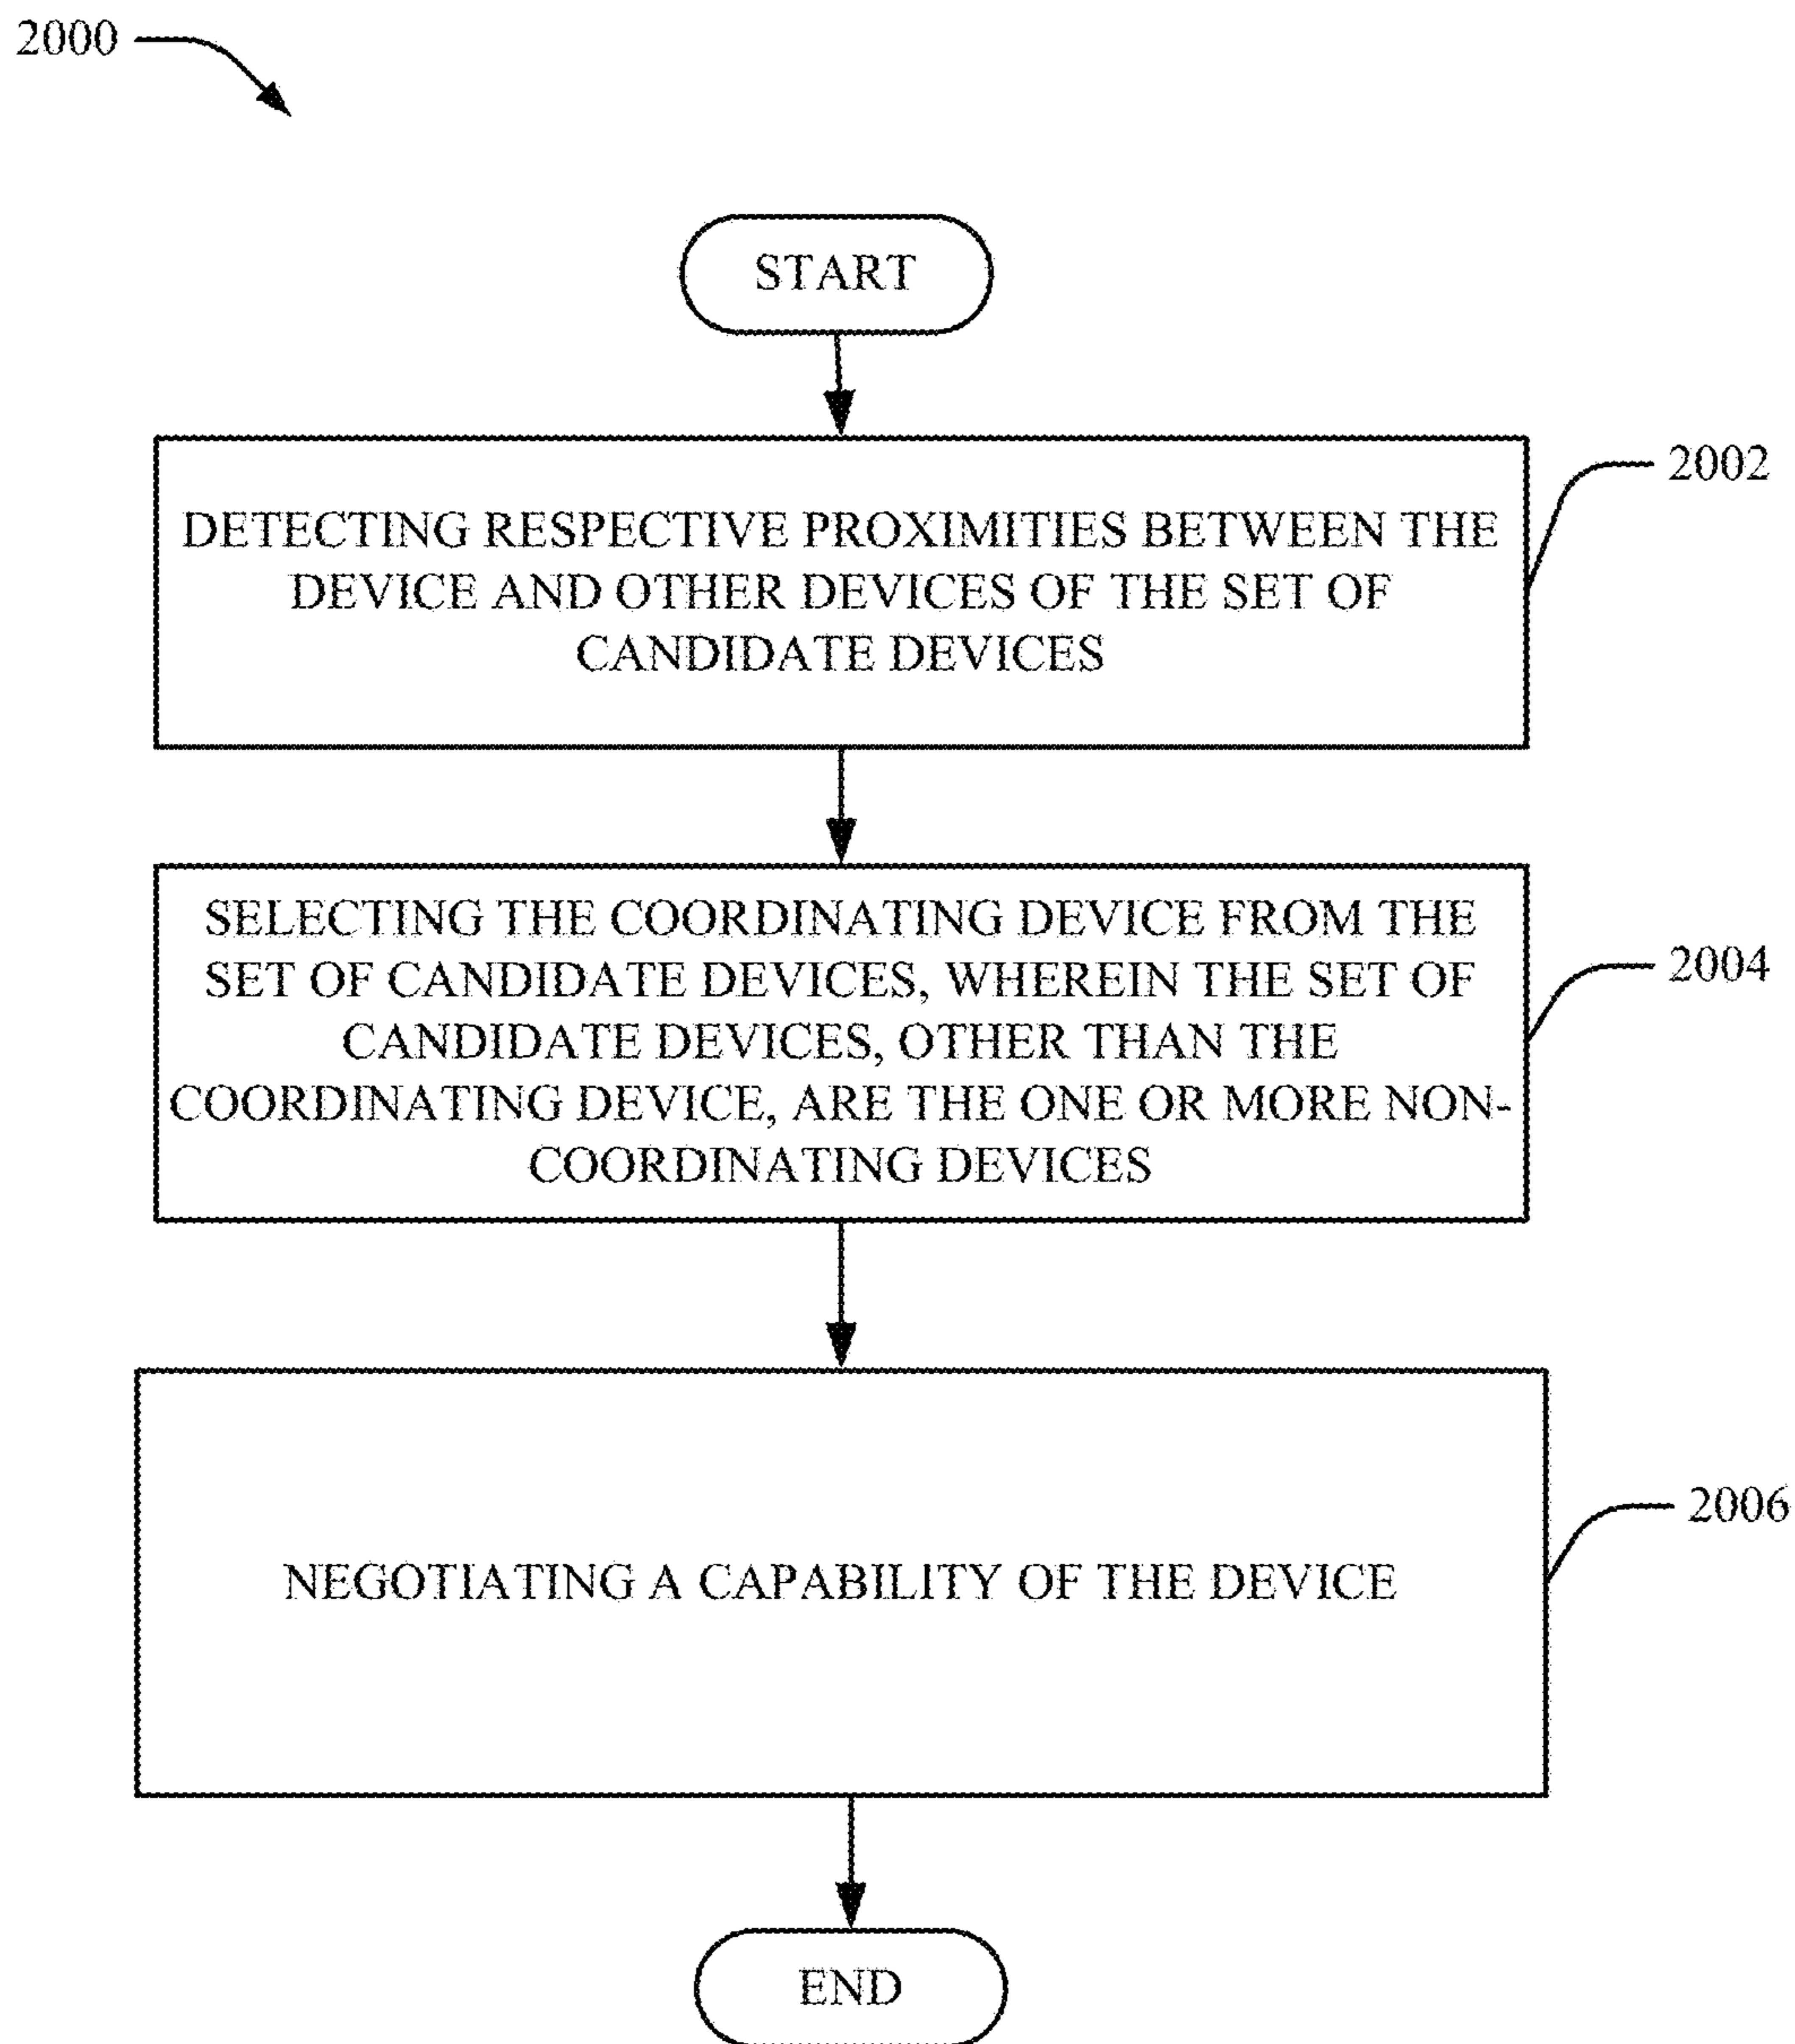 2000
START
2002
DETECTING RESPECTIVE PROXIMITIES BETWEEN THE
DEVICE AND OTHER DEVICES OF THE SET OF
CANDIDATE DEVICES
SELECTING THE COORDINATING DEVICE FROM THE
SET OF CANDIDATE DEVICES, WHEREIN THE SET OF
2004
CANDIDATE DEVICES, OTHER THAN THE
COORDINATING DEVICE, ARE THE ONE OR MORE NON-
COORDINATING DEVICES
2006
NEGOTIATING A CAPABILITY OF THE DEVICE
END